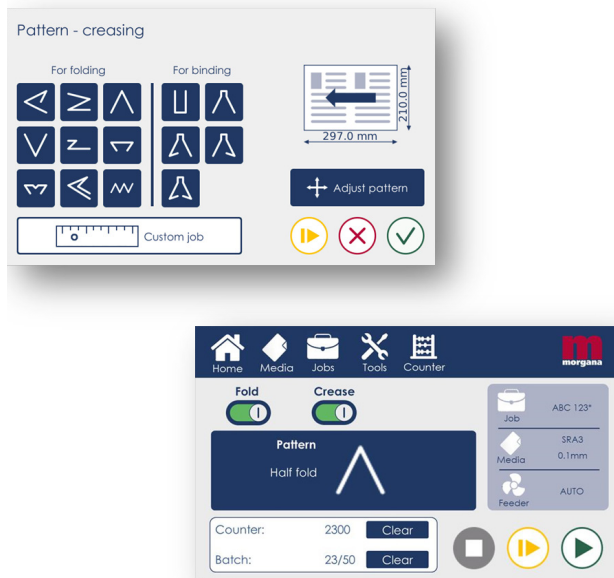 Pattern - creasing
For folding
For binding
210.0 mm
297.0 mm
Adjust pattern
Custom job
Home Media Jobs Tools Counter
morgana
Fold Crease
Pattern
Half fold
Job ABC 123*
Media SRA3
0.1mm
Feeder AUTO
Counter: 2300 Clear
Batch: 23/50 Clear